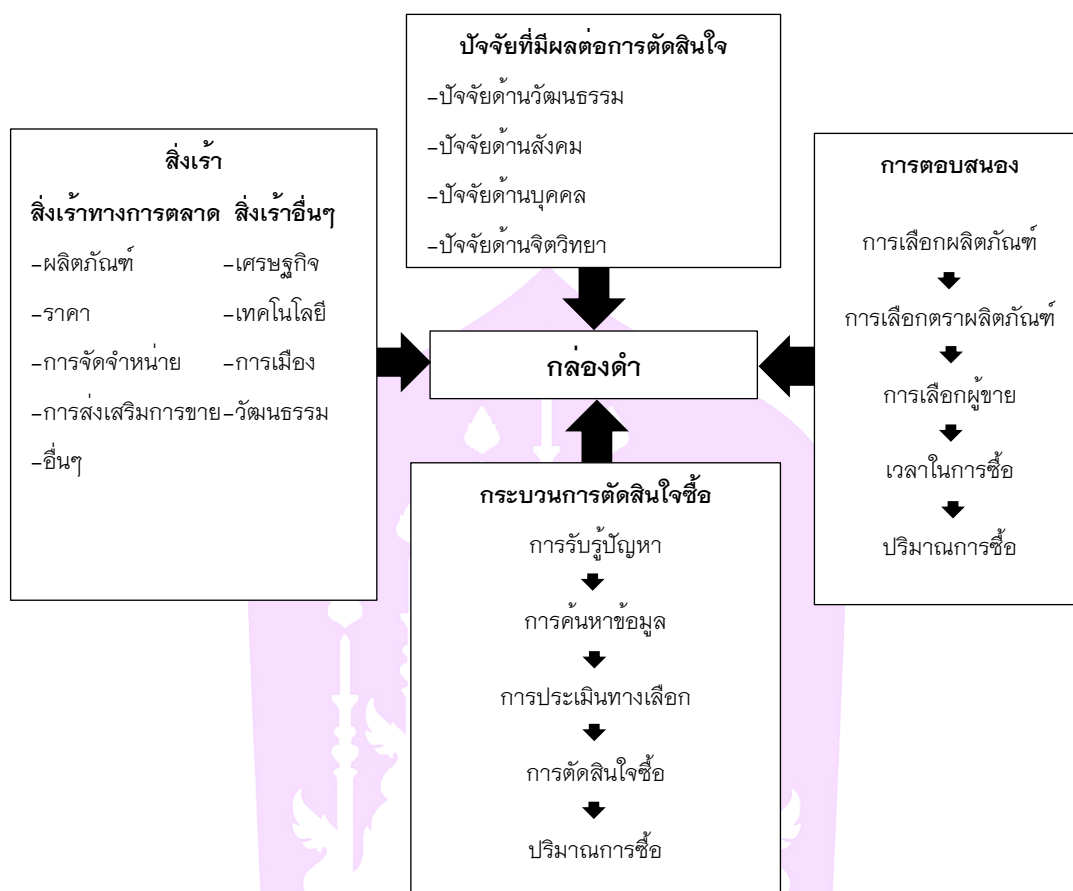 ปัจจัยที่มีผลต่อการตัดสินใจ
-ปัจจัยด้านวัฒนธรรม
-ปัจจัยด้านสังคม
-ปัจจัยด้านบุคคล
-ปัจจัยด้านจิตวิทยา
สิ่งเร้า
สิ่งเร้าทางการตลาด สิ่งเร้าอื่นๆ
-ผลิตภัณฑ์ -เศรษฐกิจ
-ราคา -เทคโนโลยี
-การจัดจำหน่าย -การเมือง
-การส่งเสริมการขาย -วัฒนธรรม
-อื่นๆ
กล่องดำ
การตอบสนอง
การเลือกผลิตภัณฑ์
การเลือกตราผลิตภัณฑ์
การเลือกผู้ขาย
เวลาในการซื้อ
ปริมาณการซื้อ
กระบวนการตัดสินใจซื้อ
การรับรู้ปัญหา
การค้นหาข้อมูล
การประเมินทางเลือก
การตัดสินใจซื้อ
ปริมาณการซื้อ